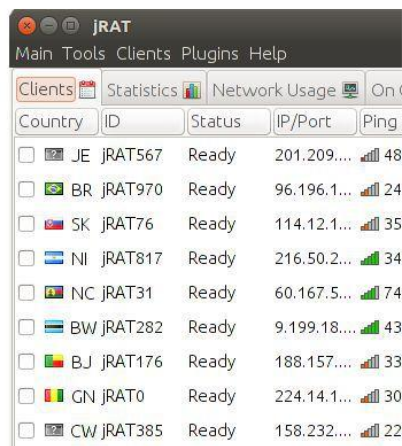 jRAT
Main Tools Clients Plugins Help
Clients Statistics Network Usage On
Country ID Status IP/Port Ping
JE jRAT567 Ready 201.209.... 48
BR jRAT970 Ready 96.196.1... 24
SK jRAT76 Ready 114.12.1... 35
NI jRAT817 Ready 216.50.2... 34
NC jRAT31 Ready 60.167.5... 74
BW jRAT282 Ready 9.199.18.... 43
BJ jRAT176 Ready 188.157.... 33
GN jRAT0 Ready 224.14.1... 30
CW jRAT385 Ready 158.232.... 22